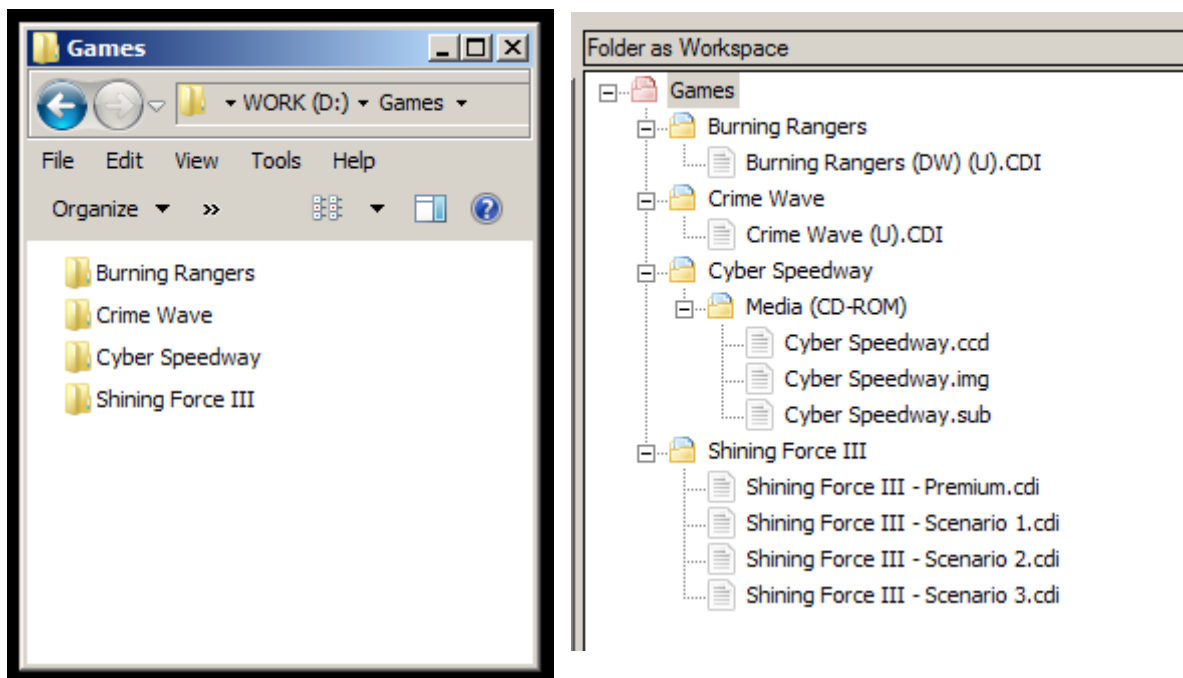 Games
WORK (D:) Games
File Edit View Tools Help
Organize »
Burning Rangers
Crime Wave
Cyber Speedway
Shining Force III
Folder as Workspace
Games
Burning Rangers
Burning Rangers (DW) (U).CDI
Crime Wave
Crime Wave (U).CDI
Cyber Speedway
Media (CD-ROM)
Cyber Speedway.ccd
Cyber Speedway.img
Cyber Speedway.sub
Shining Force III
Shining Force III - Premium.cdi
Shining Force III - Scenario 1.cdi
Shining Force III - Scenario 2.cdi
Shining Force III - Scenario 3.cdi